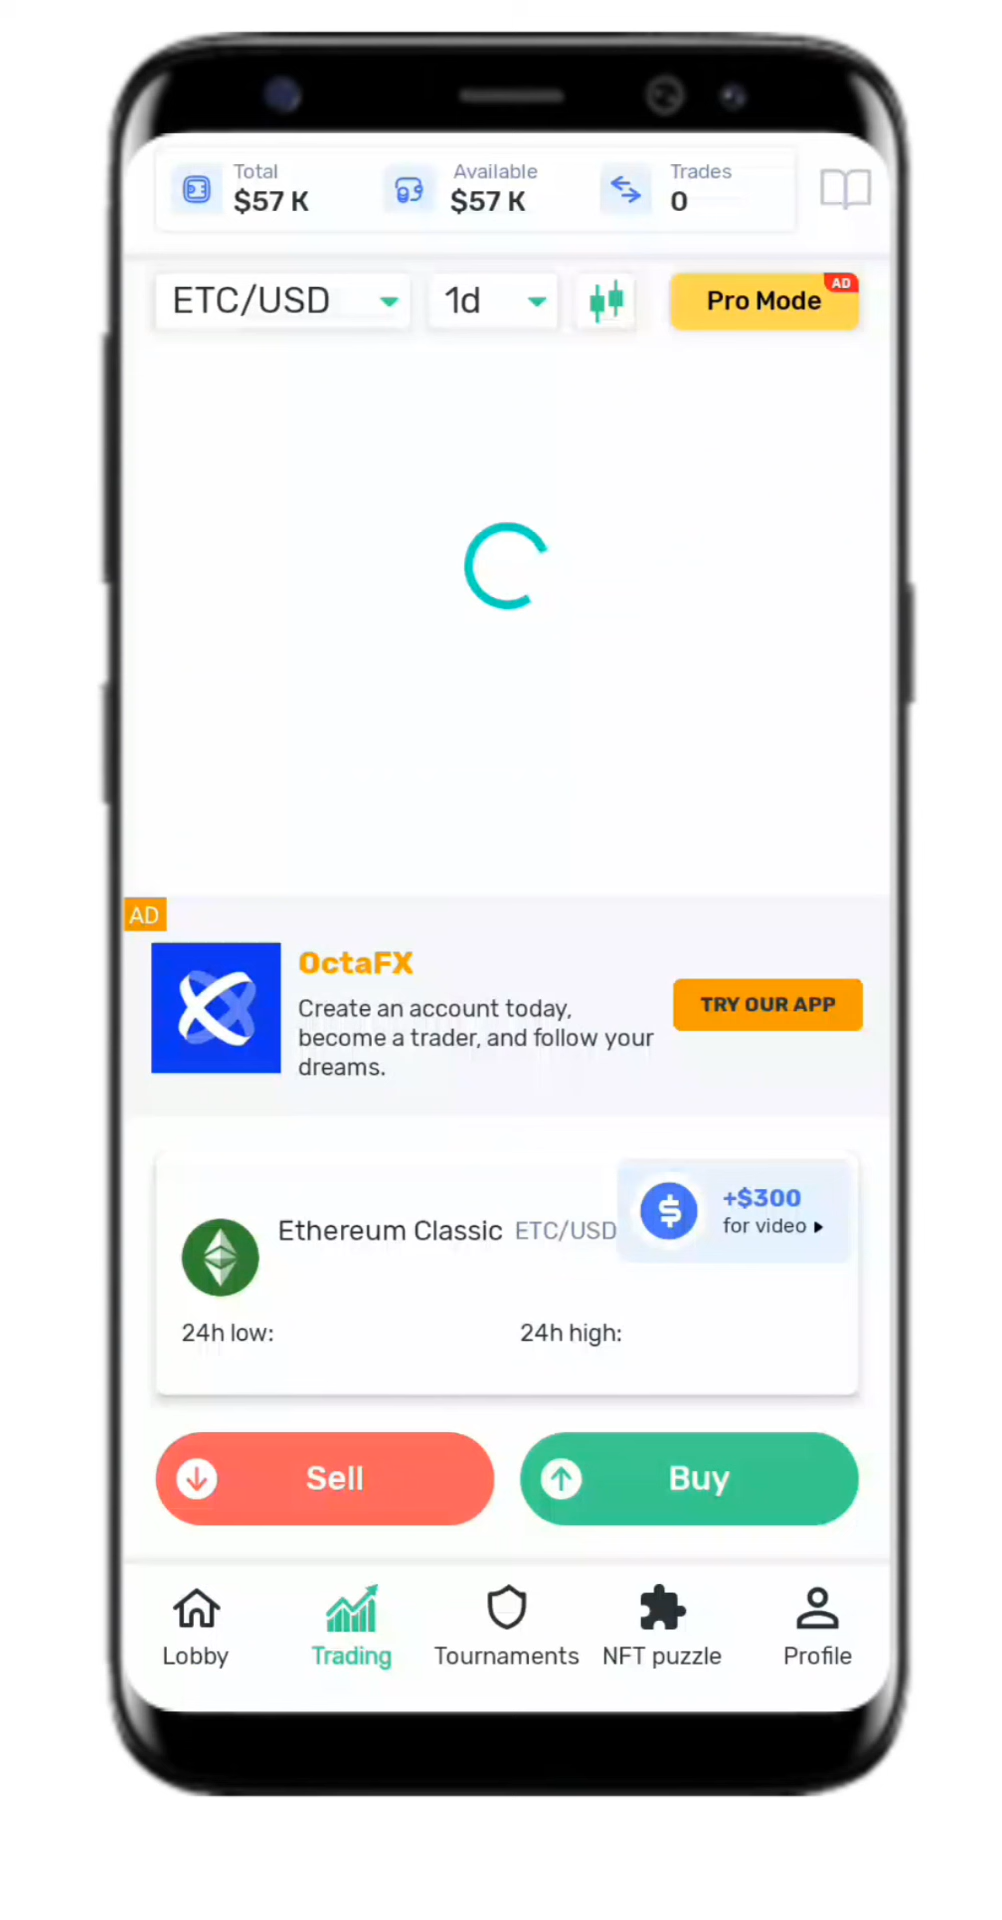 Total
$57 K
Available
$57 K
Trades
0
ETC/USD
1d
Pro Mode
AD
AD
OctaFX
Create an account today,
become a trader, and follow your
dreams.
TRY OUR APP
Ethereum Classic ETC/USD
+$300
for video
24h low:
24h high:
Sell
Buy
Lobby
Trading
Tournaments
NFT puzzle
Profile